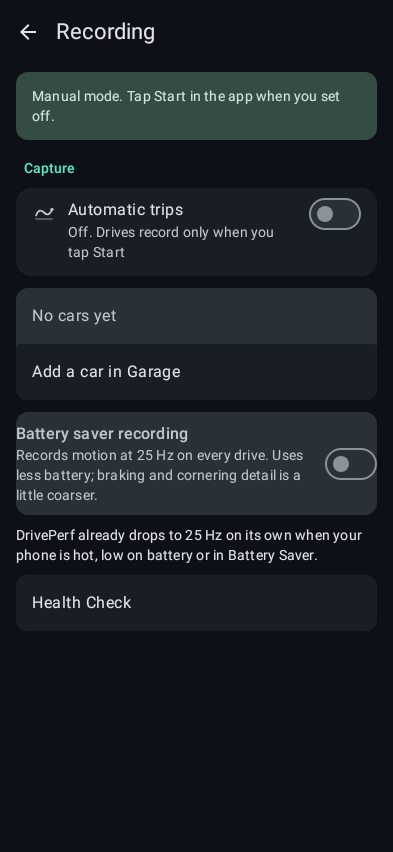 Recording
Manual mode. Tap Start in the app when you set
off.
Capture
Automatic trips
Off. Drives record only when you
tap Start
No cars yet
Add a car in Garage
Battery saver recording
Records motion at 25 Hz on every drive. Uses
less battery; braking and cornering detail is a
little coarser.
DrivePerf already drops to 25 Hz on its own when your
phone is hot, low on battery or in Battery Saver.
Health Check